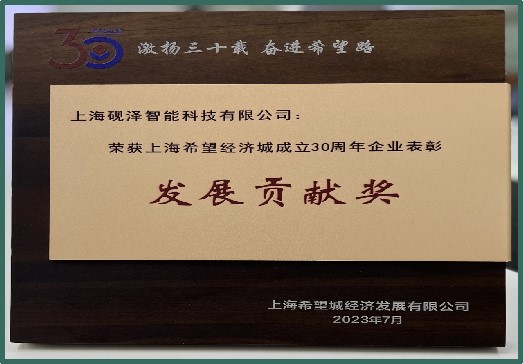 30 激扬三十载 奋进希望路
上海砚泽智能科技有限公司：
荣获上海希望经济城成立30周年企业表彰
发展贡献奖
上海希望城经济发展有限公司
2023年7月